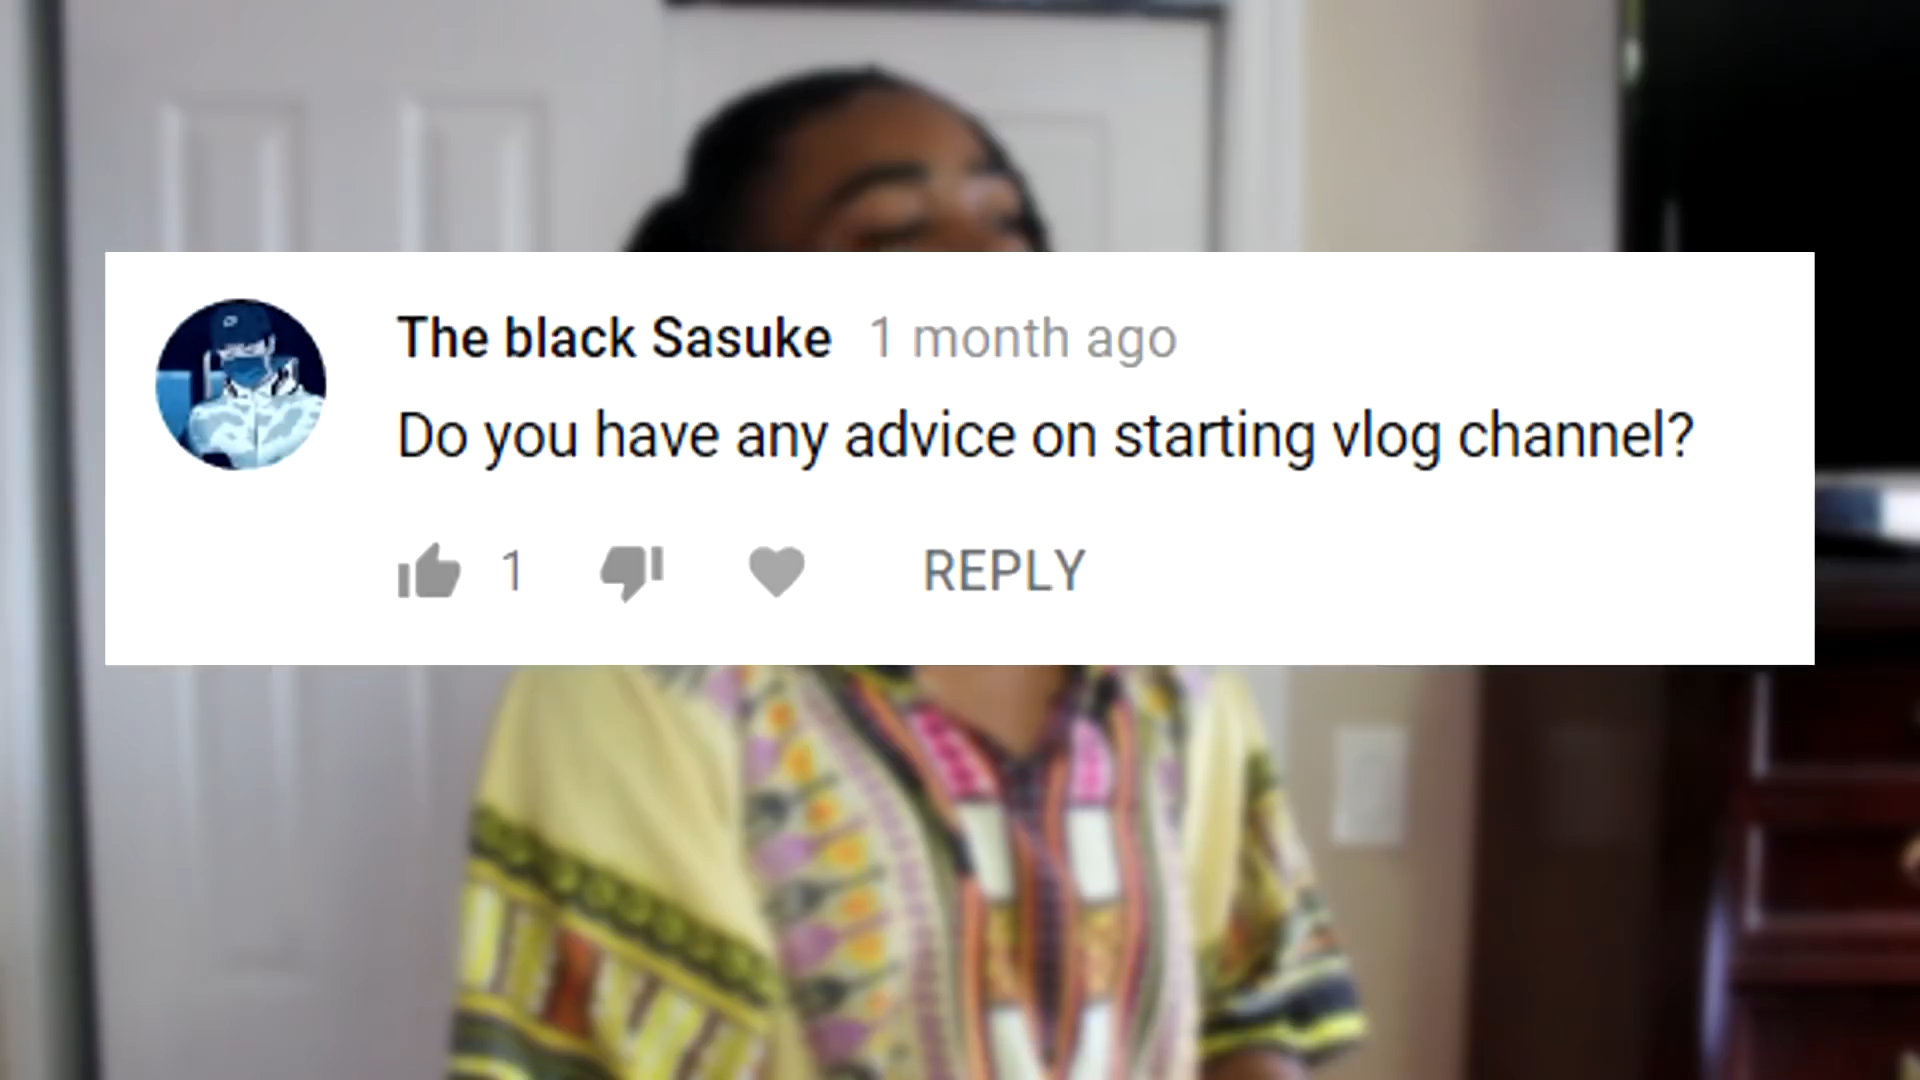 The black Sasuke 1 month ago
Do you have any advice on starting vlog channel?
1 REPLY